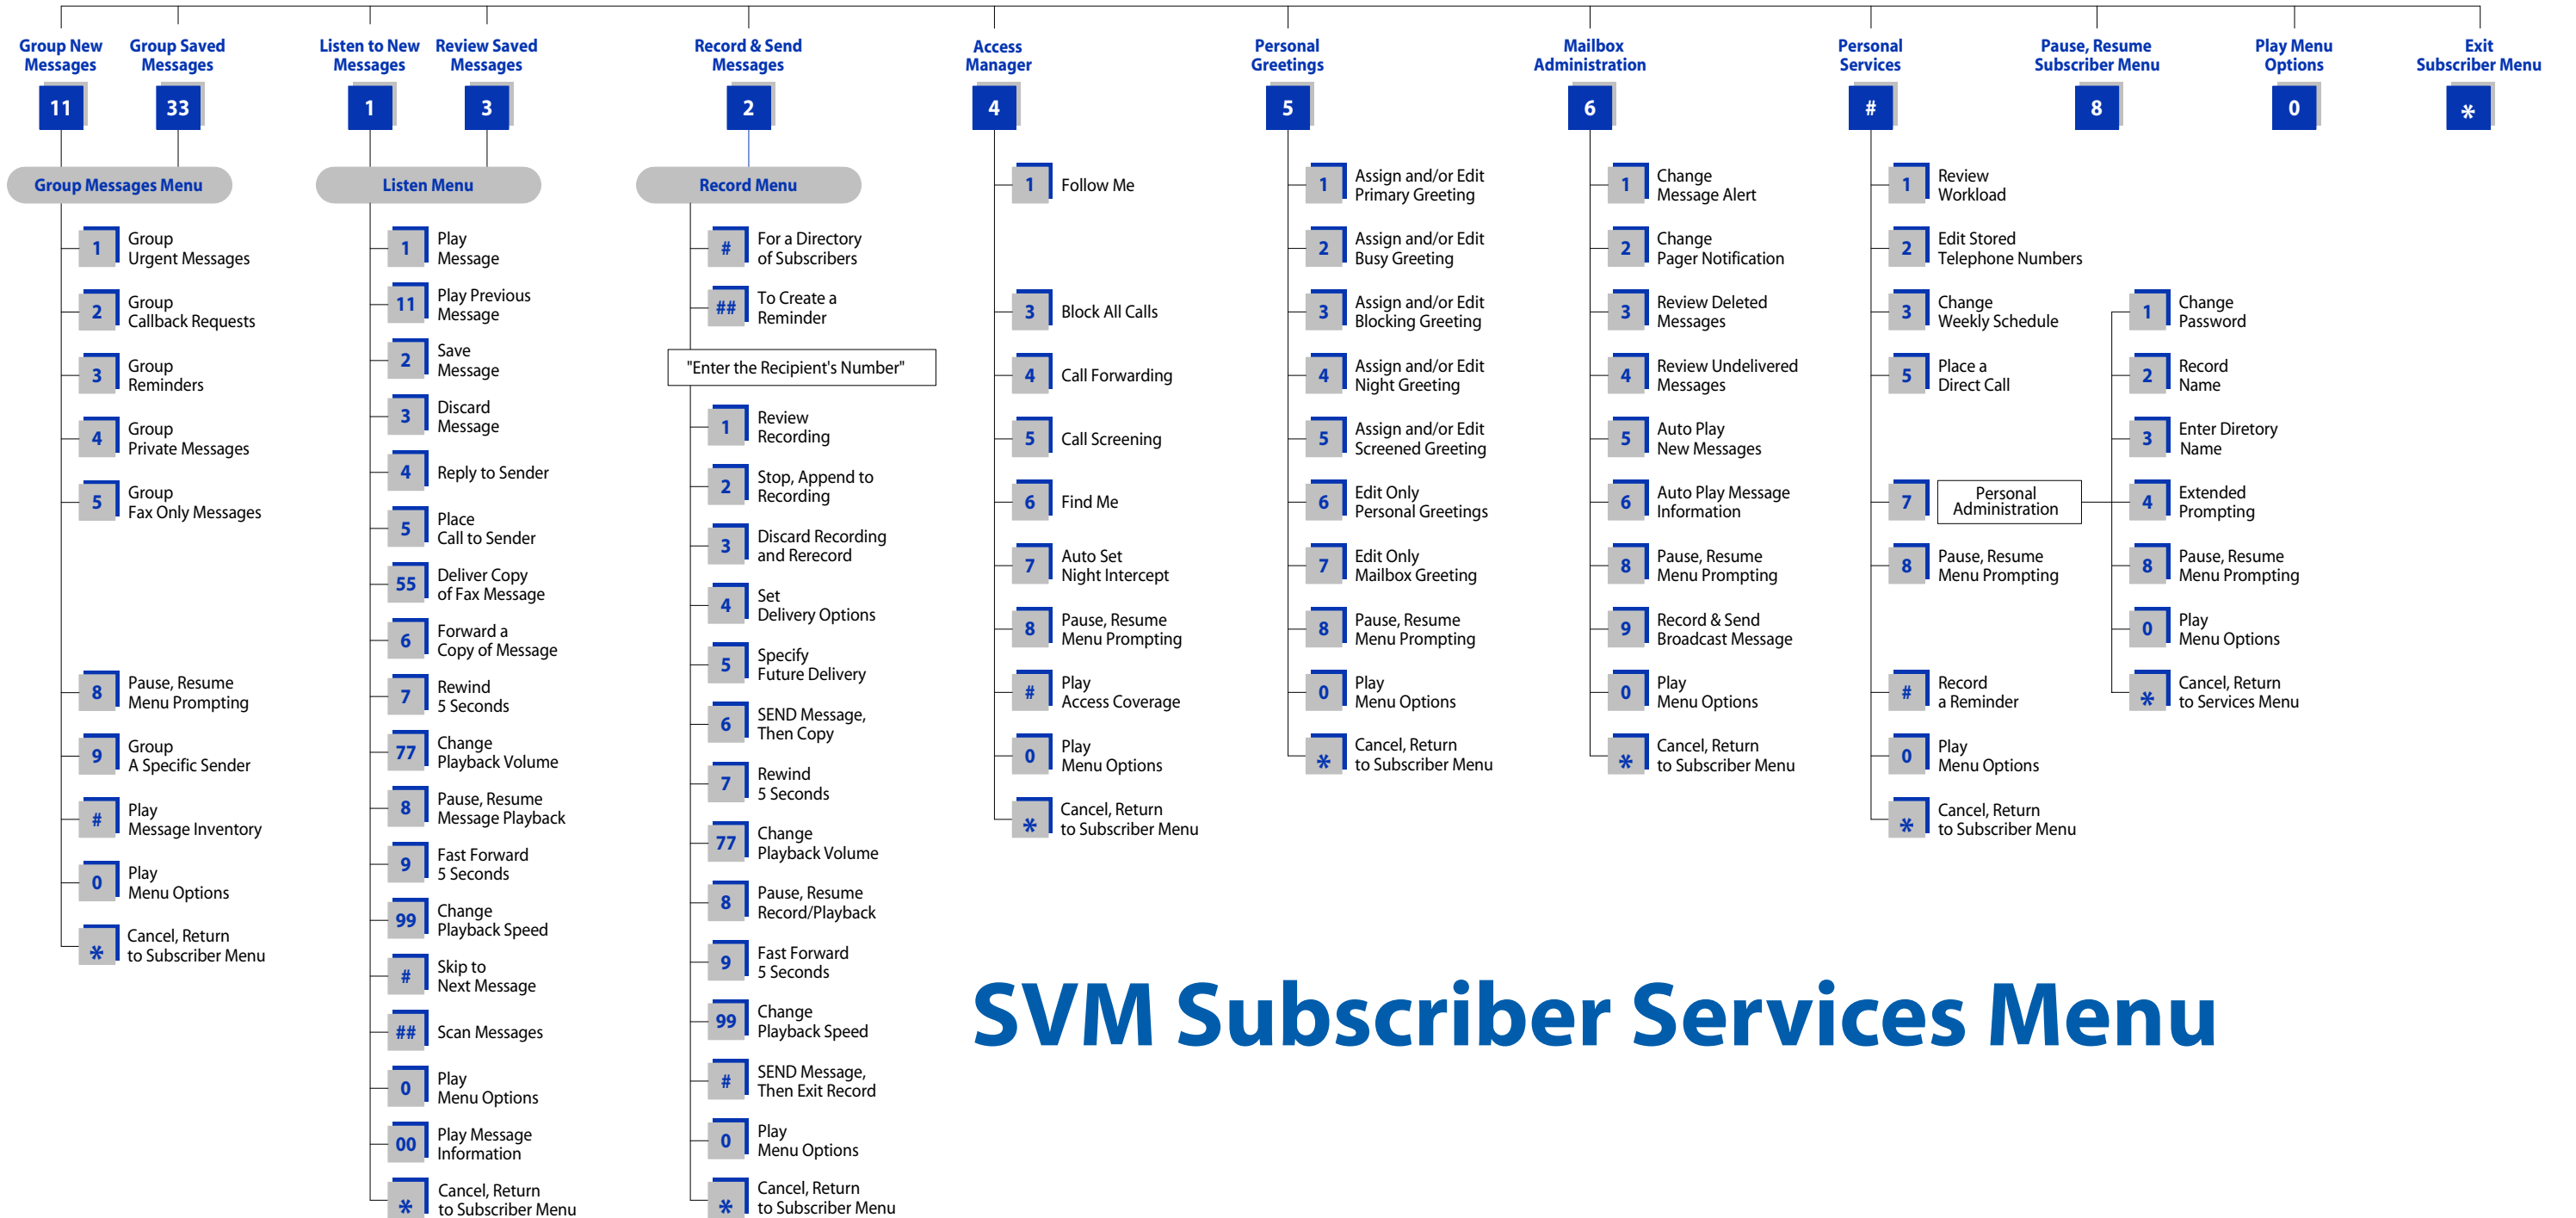 Group New
Messages
11
Group Saved
Messages
33
Group Messages Menu
1
Group
Urgent Messages
2
Group
Callback Requests
3
Group
Reminders
4
Group
Private Messages
5
Group
Fax Only Messages
8
Pause, Resume
Menu Prompting
9
Group
A Specific Sender
#
Play
Message Inventory
0
Play
Menu Options
*
Cancel, Return
to Subscriber Menu
Listen to New
Messages
1
Review Saved
Messages
3
Listen Menu
1
Play
Message
11
Play Previous
Message
2
Save
Message
3
Discard
Message
4
Reply to Sender
5
Place
Call to Sender
55
Deliver Copy
of Fax Message
6
Forward a
Copy of Message
7
Rewind
5 Seconds
77
Change
Playback Volume
8
Pause, Resume
Message Playback
9
Fast Forward
5 Seconds
99
Change
Playback Speed
#
Skip to
Next Message
##
Scan Messages
0
Play
Menu Options
00
Play Message
Information
*
Cancel, Return
to Subscriber Menu
Record & Send
Messages
2
Record Menu
#
For a Directory
of Subscribers
##
To Create a
Reminder
"Enter the Recipient's Number"
1
Review
Recording
2
Stop, Append to
Recording
3
Discard Recording
and Rerecord
4
Set
Delivery Options
5
Specify
Future Delivery
6
SEND Message,
Then Copy
7
Rewind
5 Seconds
77
Change
Playback Volume
8
Pause, Resume
Record/Playback
9
Fast Forward
5 Seconds
99
Change
Playback Speed
#
SEND Message,
Then Exit Record
0
Play
Menu Options
*
Cancel, Return
to Subscriber Menu
Access
Manager
4
1
Follow Me
3
Block All Calls
4
Call Forwarding
5
Call Screening
6
Find Me
7
Auto Set
Night Intercept
8
Pause, Resume
Menu Prompting
#
Play
Access Coverage
0
Play
Menu Options
*
Cancel, Return
to Subscriber Menu
Personal
Greetings
5
1
Assign and/or Edit
Primary Greeting
2
Assign and/or Edit
Busy Greeting
3
Assign and/or Edit
Blocking Greeting
4
Assign and/or Edit
Night Greeting
5
Assign and/or Edit
Screened Greeting
6
Edit Only
Personal Greetings
7
Edit Only
Mailbox Greeting
8
Pause, Resume
Menu Prompting
0
Play
Menu Options
*
Cancel, Return
to Subscriber Menu
Mailbox
Administration
6
1
Change
Message Alert
2
Change
Pager Notification
3
Review Deleted
Messages
4
Review Undelivered
Messages
5
Auto Play
New Messages
6
Auto Play Message
Information
8
Pause, Resume
Menu Prompting
9
Record & Send
Broadcast Message
0
Play
Menu Options
*
Cancel, Return
to Subscriber Menu
Personal
Services
#
1
Review
Workload
2
Edit Stored
Telephone Numbers
3
Change
Weekly Schedule
5
Place a
Direct Call
7
Personal
Administration
8
Pause, Resume
Menu Prompting
#
Record
a Reminder
0
Play
Menu Options
*
Cancel, Return
to Subscriber Menu
1
Change
Password
2
Record
Name
3
Enter Diretory
Name
4
Extended
Prompting
8
Pause, Resume
Menu Prompting
0
Play
Menu Options
*
Cancel, Return
to Services Menu
Pause, Resume
Subscriber Menu
8
Play Menu
Options
0
Exit
Subscriber Menu
*
SVM Subscriber Services Menu